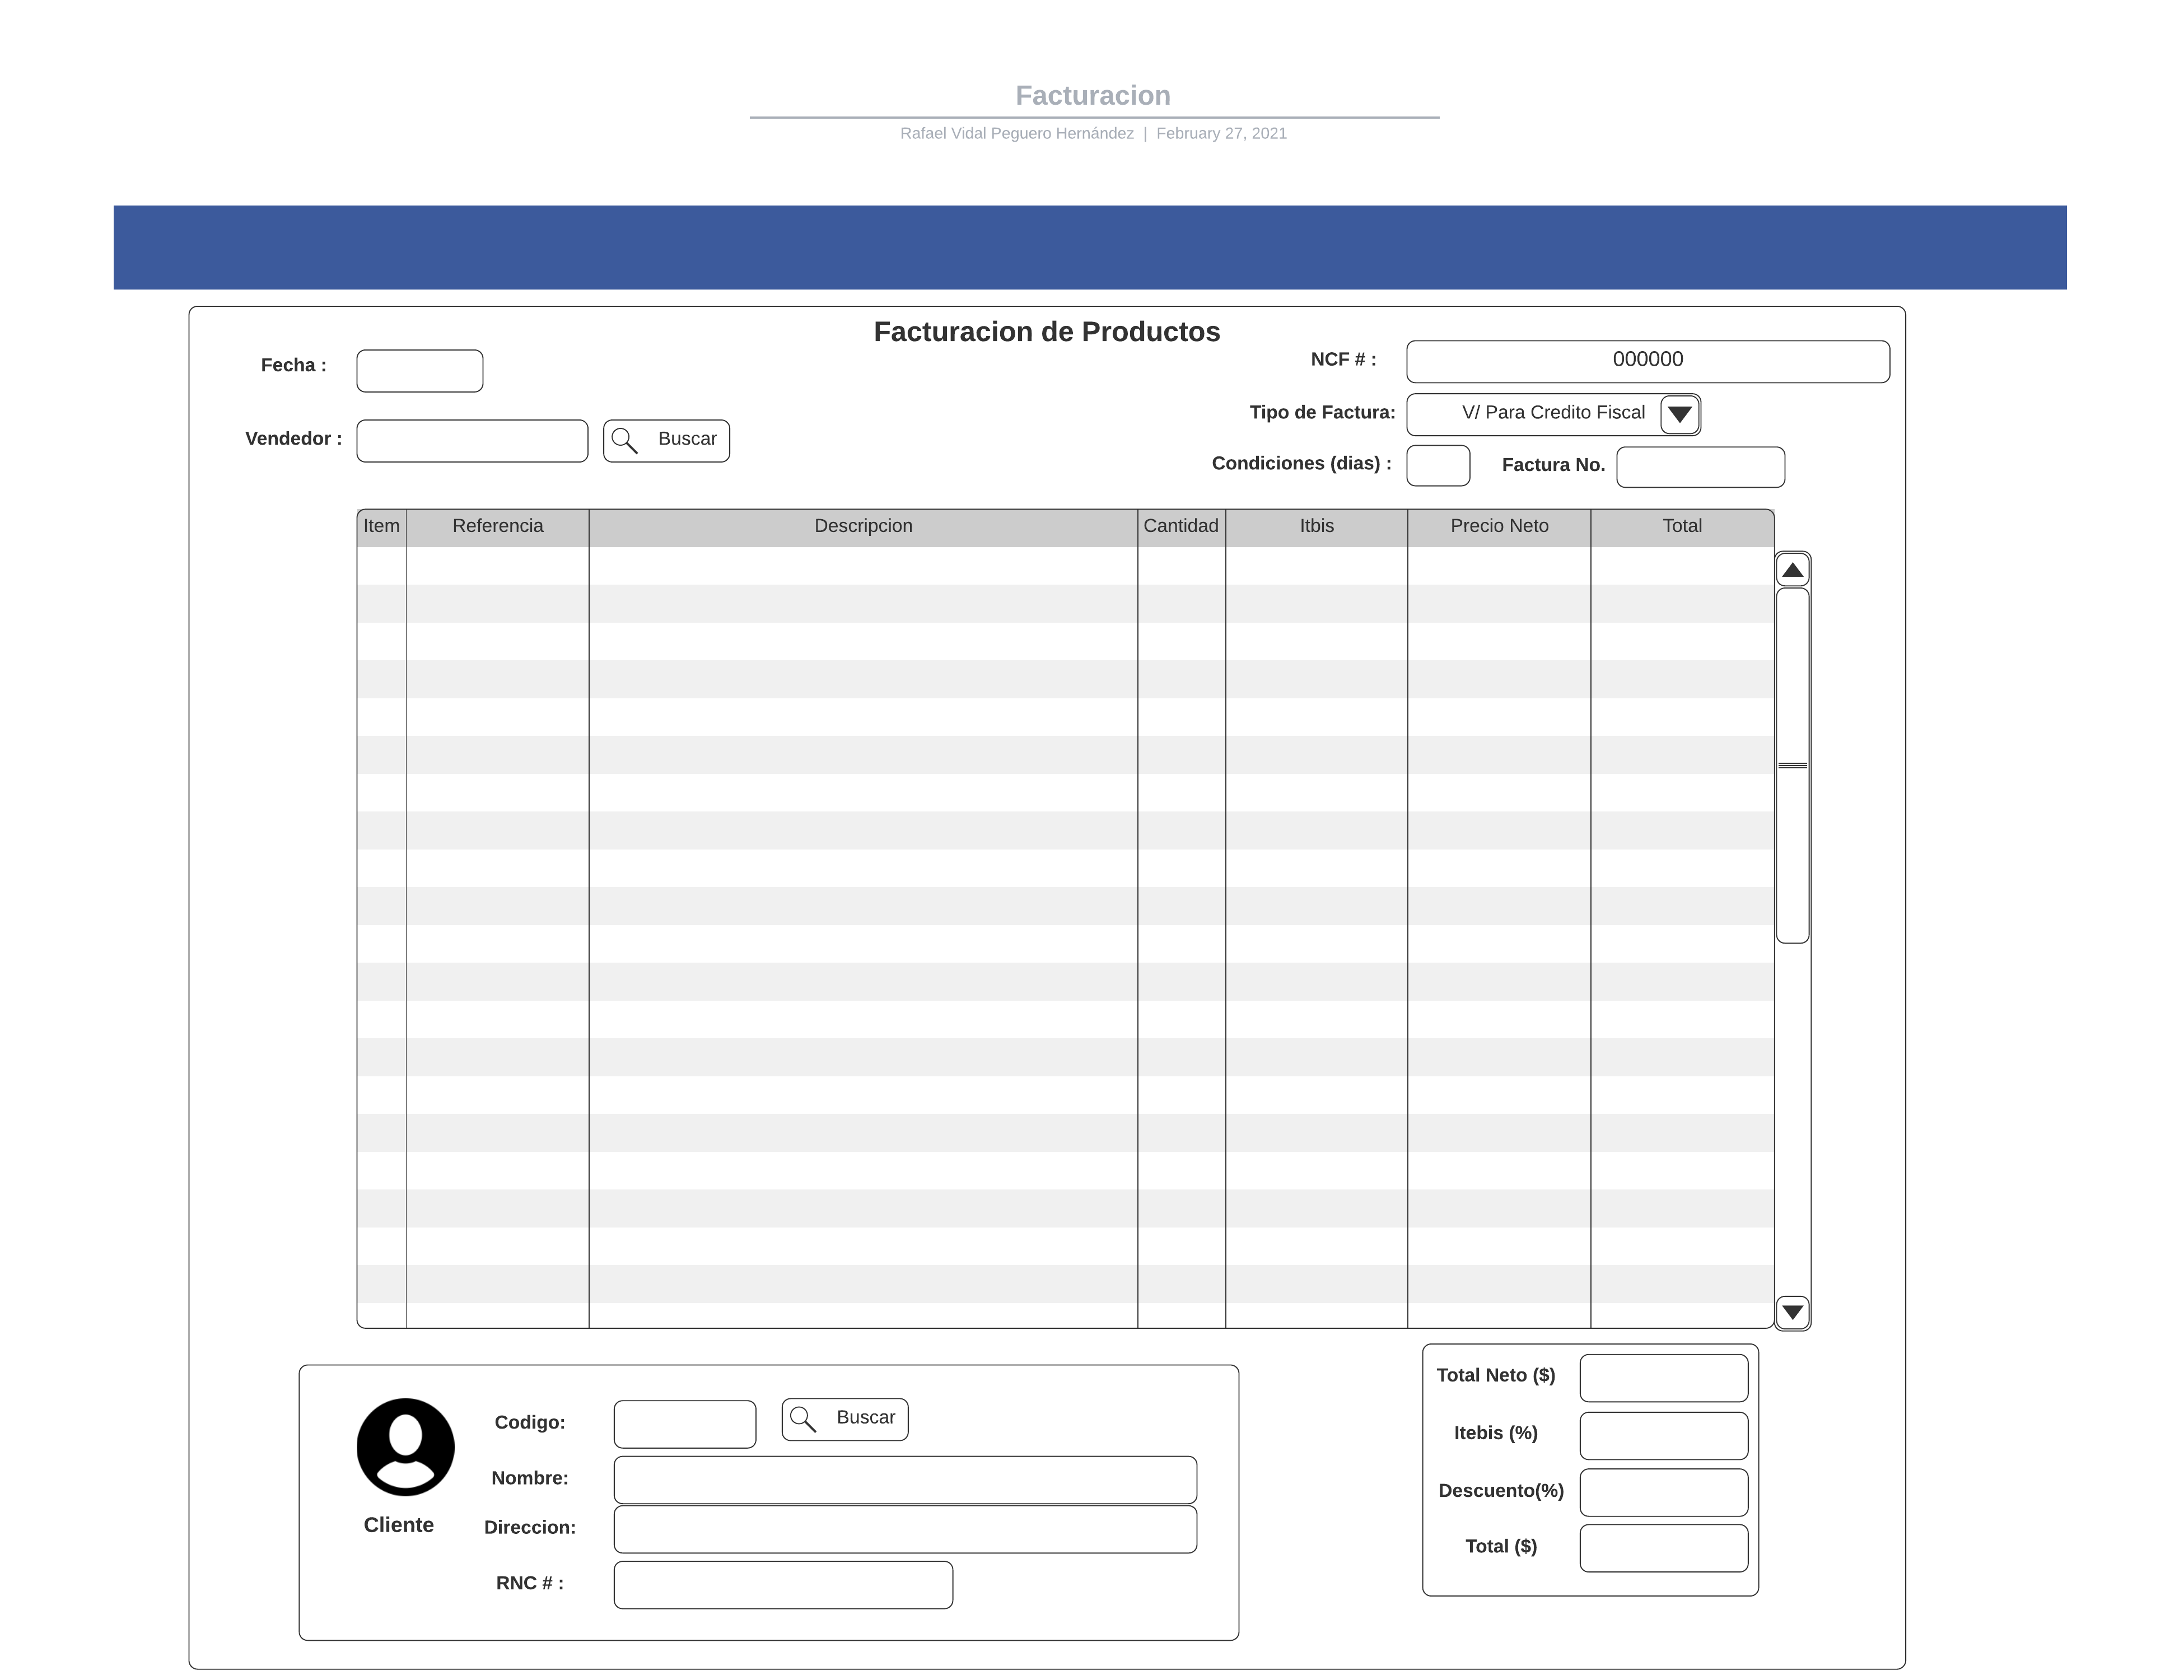 Facturacion
Rafael Vidal Peguero Hernández | February 27, 2021
Facturacion de Productos
Fecha :
NCF # :
000000
Tipo de Factura:
V/ Para Credito Fiscal
Vendedor :
Buscar
Condiciones (dias) :
Factura No.
Item Referencia Descripcion Cantidad Itbis Precio Neto Total
Codigo:
Buscar
Nombre:
Cliente
Direccion:
RNC # :
Total Neto ($)
Itebis (%)
Descuento(%)
Total ($)